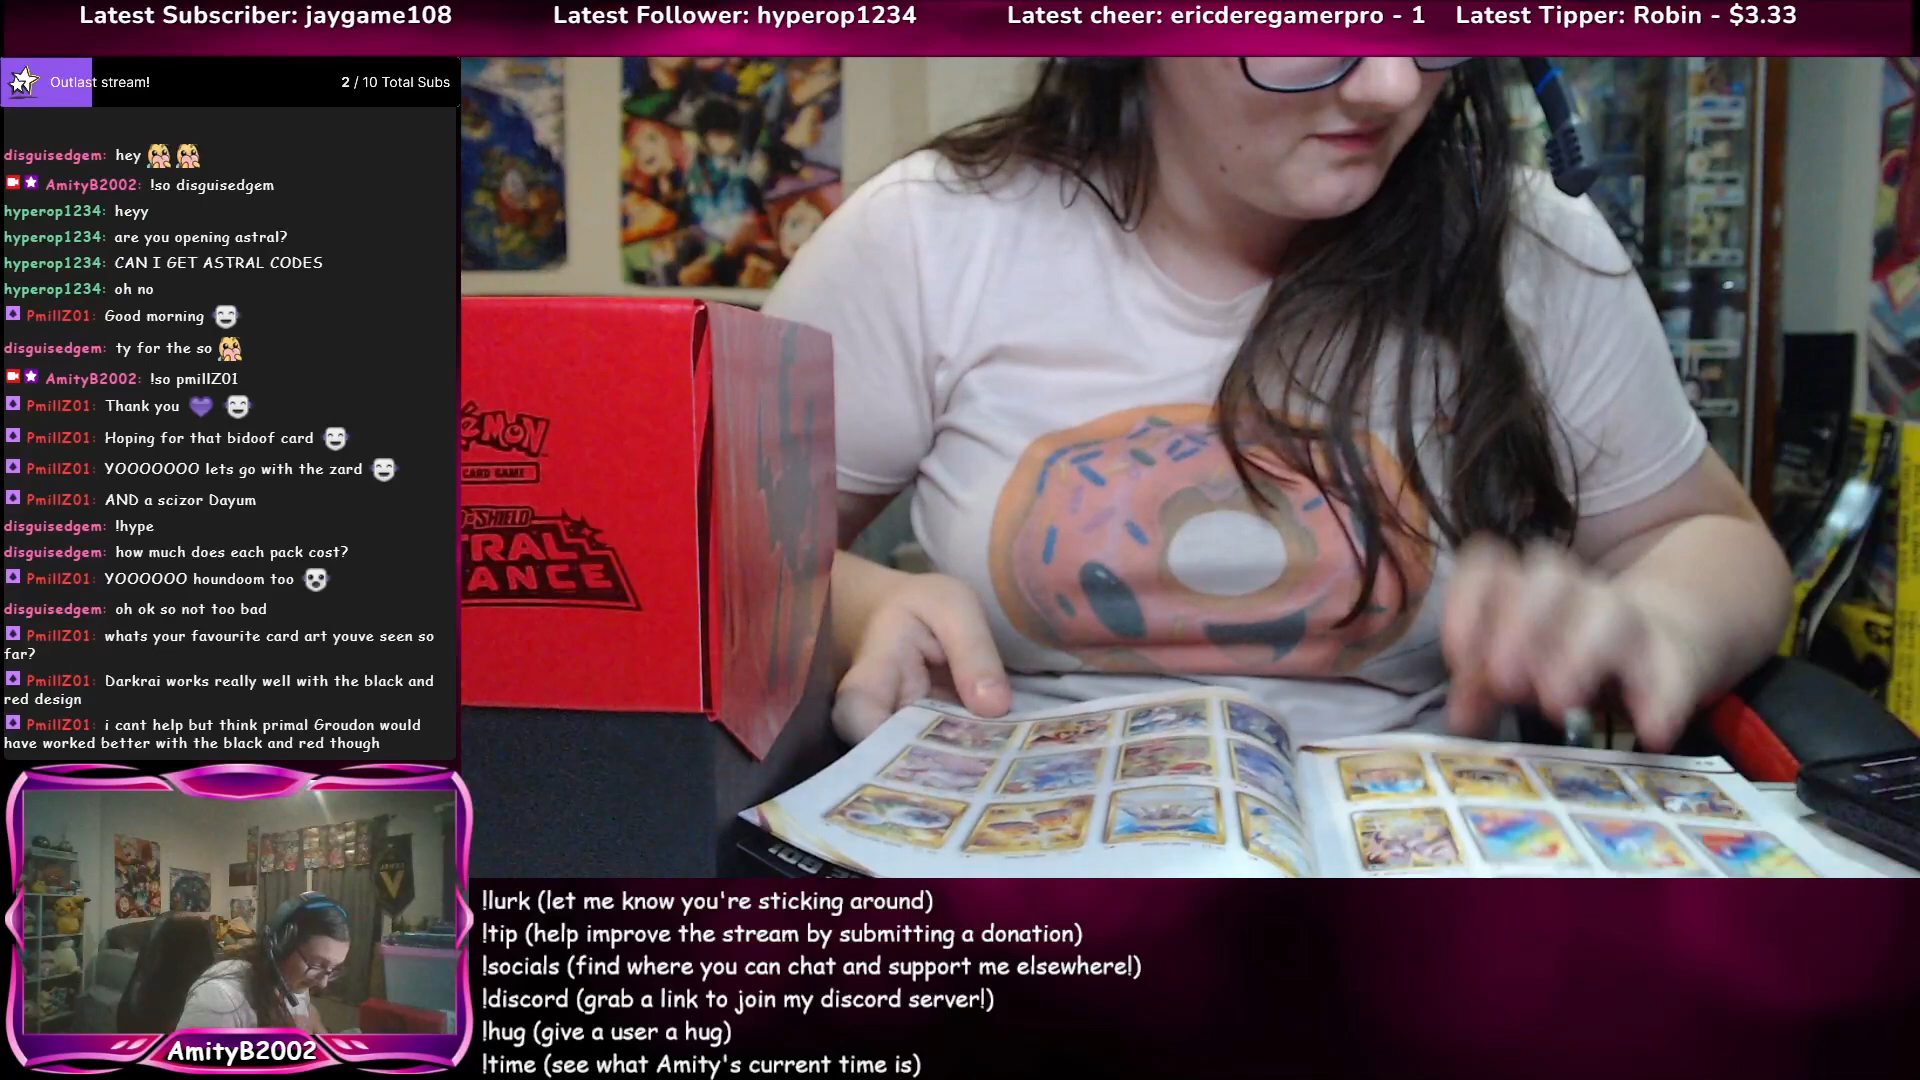 Latest Subscriber: jaygame108
Latest Follower: hyperop1234
Latest cheer: ericderegamerpro - 1
Latest Tipper: Robin - $3.33
Outlast stream!
2 / 10 Total Subs
disguisedgem: hey
AmityB2002: !so disguisedgem
hyperop1234: heyy
hyperop1234: are you opening astral?
hyperop1234: CAN I GET ASTRAL CODES
hyperop1234: oh no
PmillZ01: Good morning
disguisedgem: ty for the so
AmityB2002: !so pmillZ01
PmillZ01: Thank you
PmillZ01: Hoping for that bidoof card
PmillZ01: YOOOOOOO lets go with the zard
PmillZ01: AND a scizor Dayum
disguisedgem: !hype
disguisedgem: how much does each pack cost?
PmillZ01: YOOOOOO houndoom too
disguisedgem: oh ok so not too bad
PmillZ01: whats your favourite card art youve seen so
far?
PmillZ01: Darkrai works really well with the black and
red design
PmillZ01: i cant help but think primal Groudon would
have worked better with the black and red though
éMON
CARD GAME
SHIELD
TRAL
ANCE
AmityB2002
!lurk (let me know you're sticking around)
!tip (help improve the stream by submitting a donation)
!socials (find where you can chat and support me elsewhere!)
!discord (grab a link to join my discord server!)
!hug (give a user a hug)
!time (see what Amity's current time is)